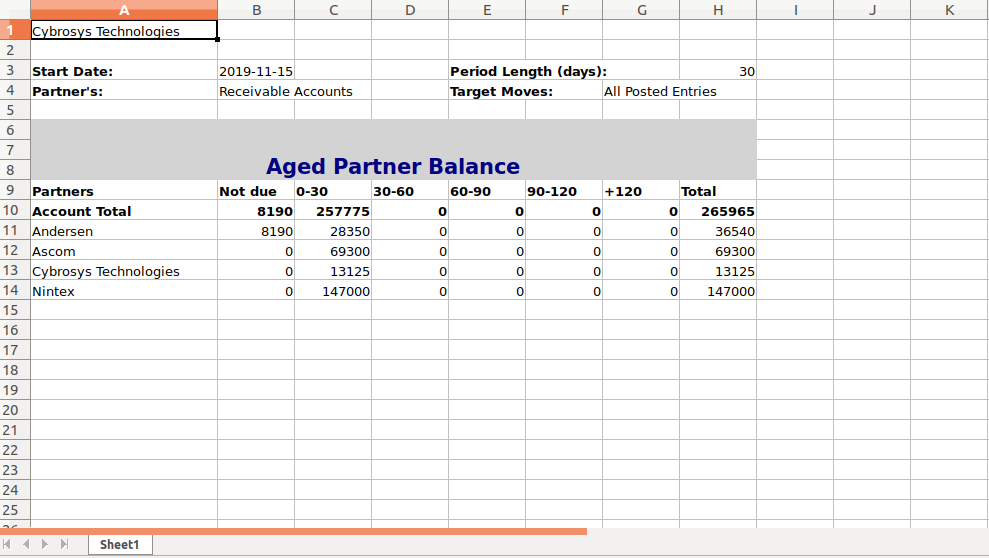 A B C D E F G H I J K
1 Cybrosys Technologies
2
3 Start Date: 2019-11-15 Period Length (days): 30
4 Partner's: Receivable Accounts Target Moves: All Posted Entries
5
6
7
8 Aged Partner Balance
9 Partners Not due 0-30 30-60 60-90 90-120 +120 Total
10 Account Total 8190 257775 0 0 0 0 265965
11 Andersen 8190 28350 0 0 0 0 36540
12 Ascom 0 69300 0 0 0 0 69300
13 Cybrosys Technologies 0 13125 0 0 0 0 13125
14 Nintex 0 147000 0 0 0 0 147000
15
16
17
18
19
20
21
22
23
24
25
26
Sheet1